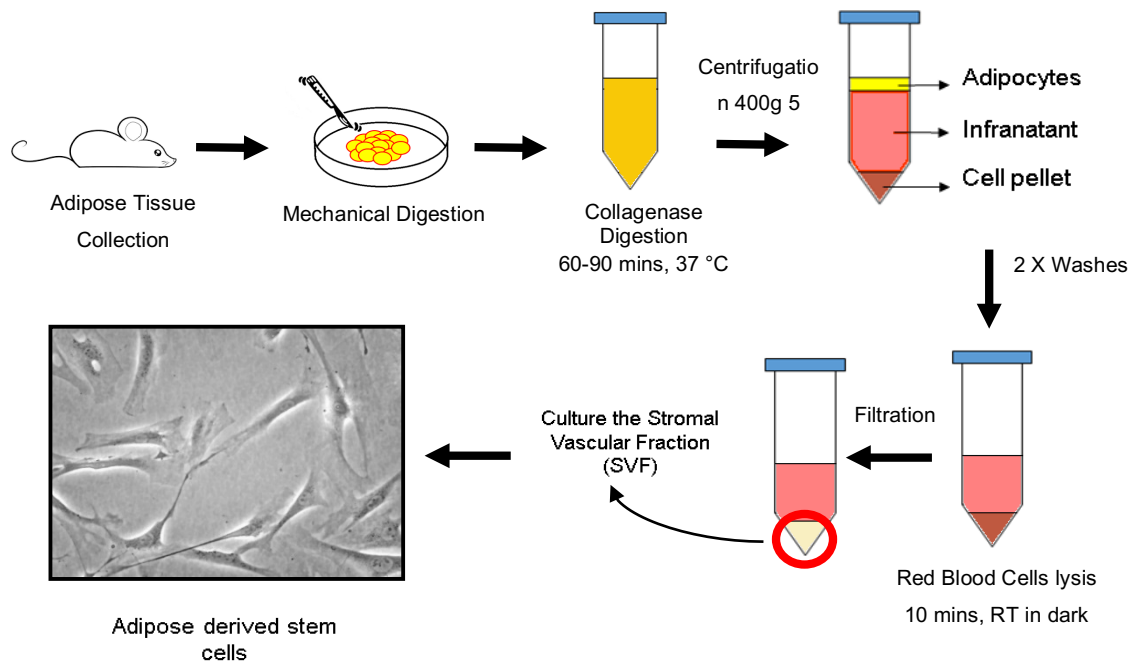 Adipose Tissue
Collection
Mechanical Digestion
Collagenase
Digestion
60-90 mins, 37 °C
Centrifugatio
n 400g 5
Adipocytes
Infranatant
Cell pellet
2 X Washes
Red Blood Cells lysis
10 mins, RT in dark
Filtration
Culture the Stromal
Vascular Fraction
(SVF)
Adipose derived stem
cells